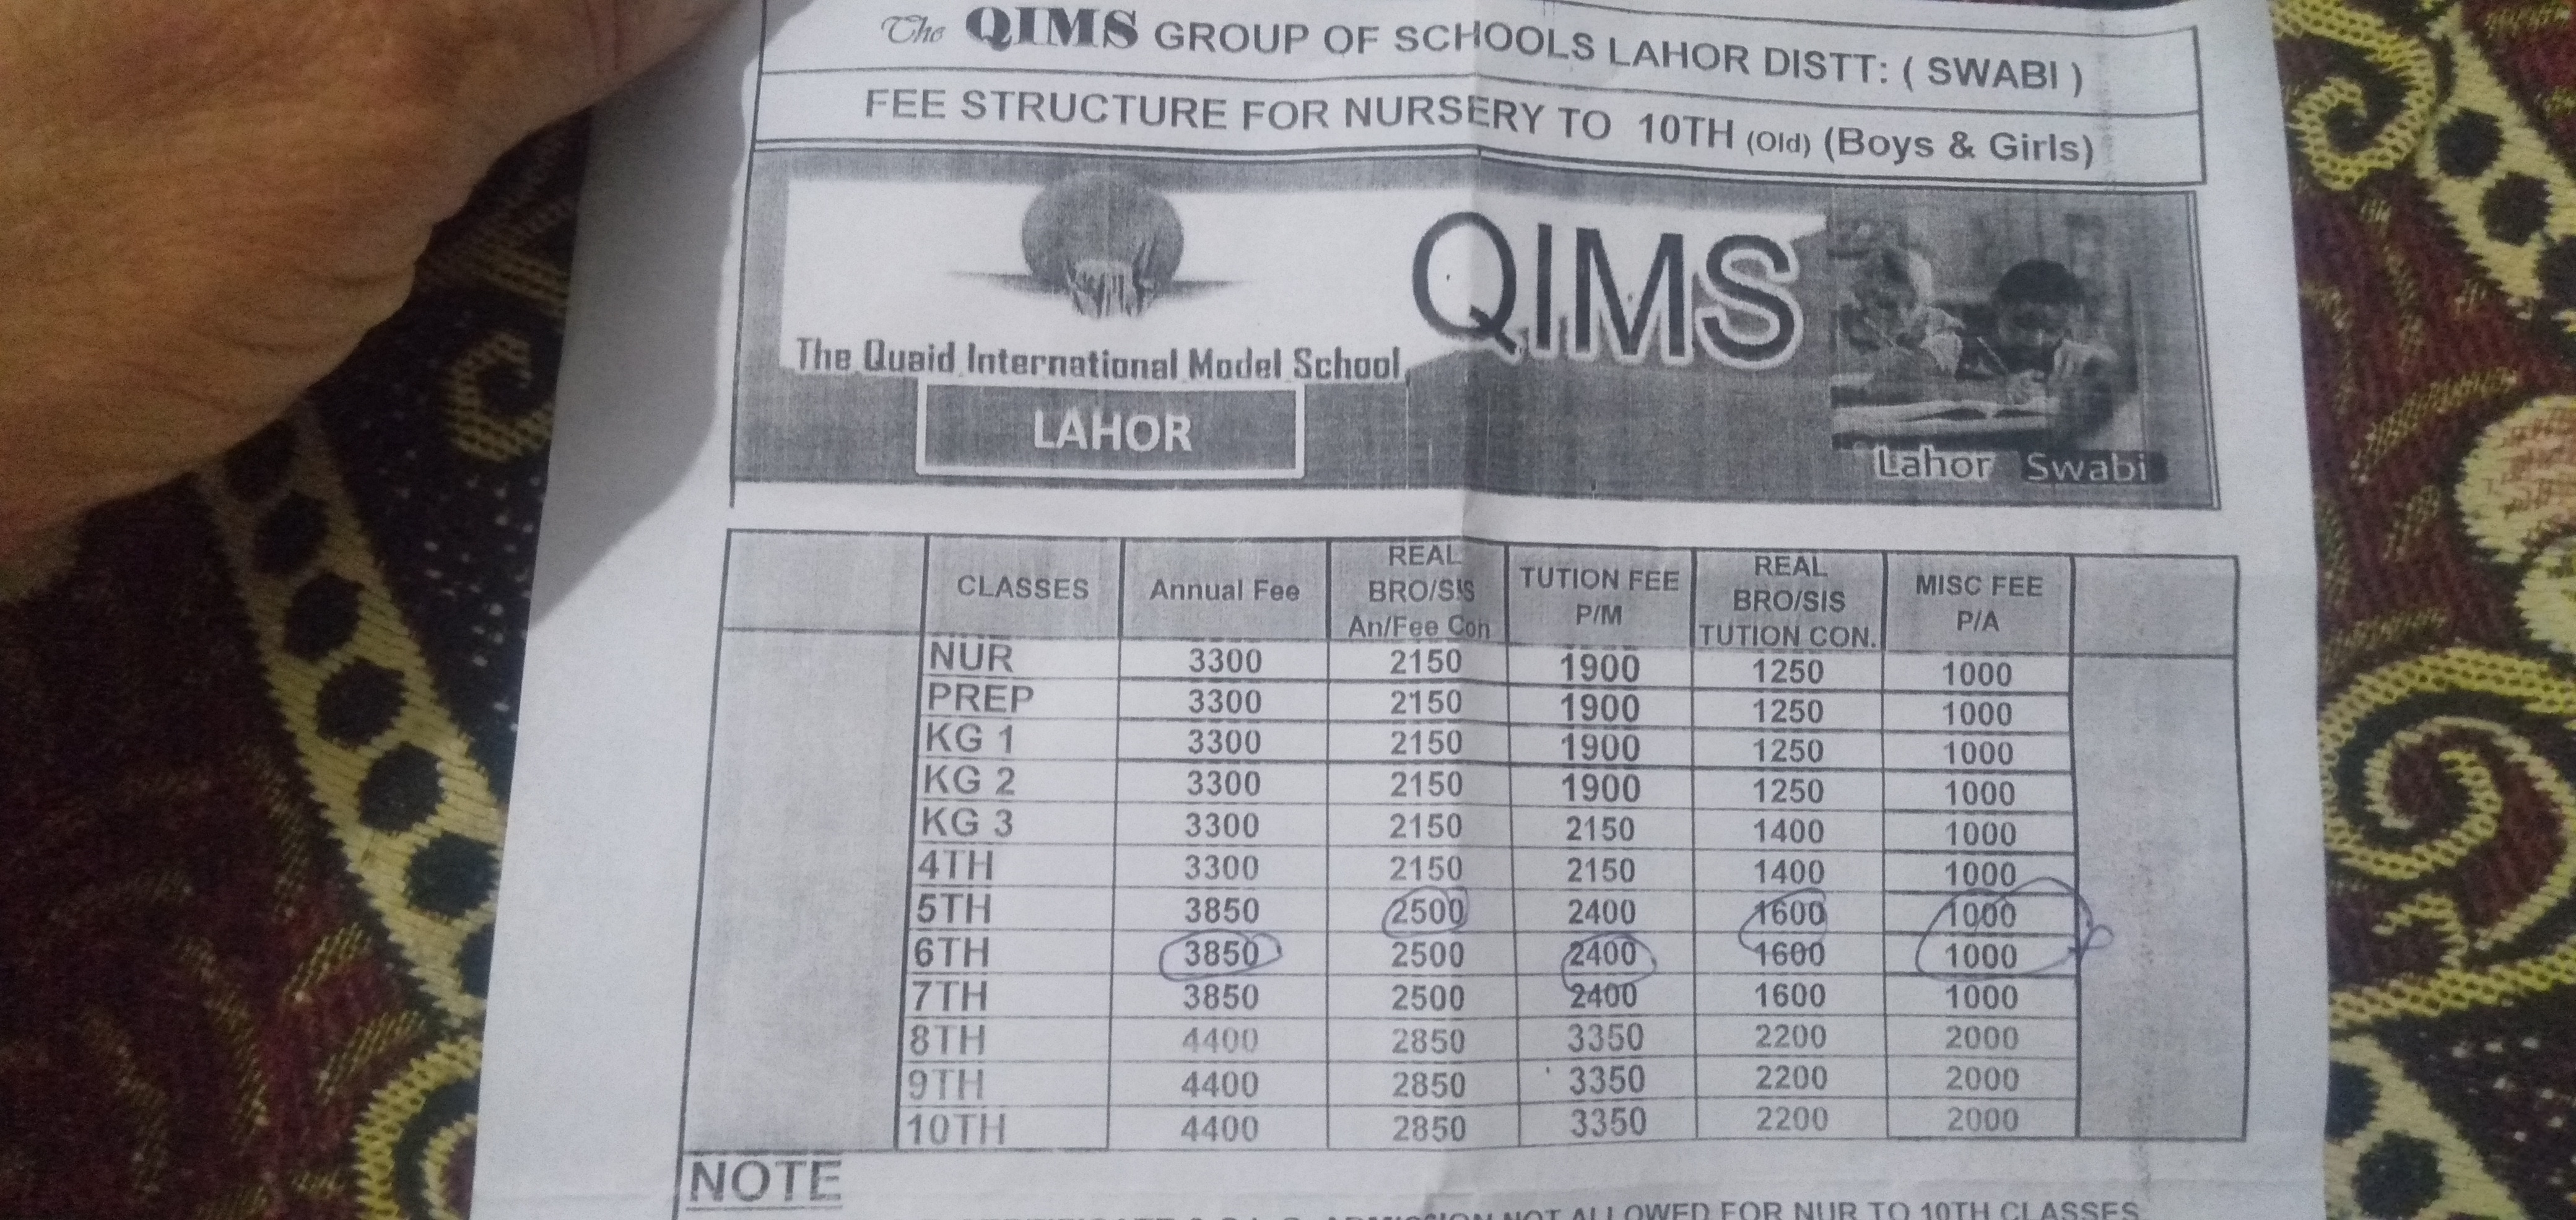 The QIMS GROUP OF SCHOOLS LAHOR DISTT: ( SWABI )
FEE STRUCTURE FOR NURSERY TO 10TH (Old) (Boys & Girls)
QIMS
The Quaid International Model School
LAHOR
Lahor Swabi
CLASSES Annual Fee REAL BRO/SIS An/Fee Con TUTION FEE P/M REAL BRO/SIS TUTION CON. MISC FEE P/A
NUR 3300 2150 1900 1250 1000
PREP 3300 2150 1900 1250 1000
KG 1 3300 2150 1900 1250 1000
KG 2 3300 2150 1900 1250 1000
KG 3 3300 2150 2150 1400 1000
4TH 3300 2150 2150 1400 1000
5TH 3850 2500 2400 1600 1000
6TH 3850 2500 2400 1600 1000
7TH 3850 2500 2400 1600 1000
8TH 4400 2850 3350 2200 2000
9TH 4400 2850 3350 2200 2000
10TH 4400 2850 3350 2200 2000
NOTE
NOT ALLOWED FOR NUR TO 10TH CLASSES